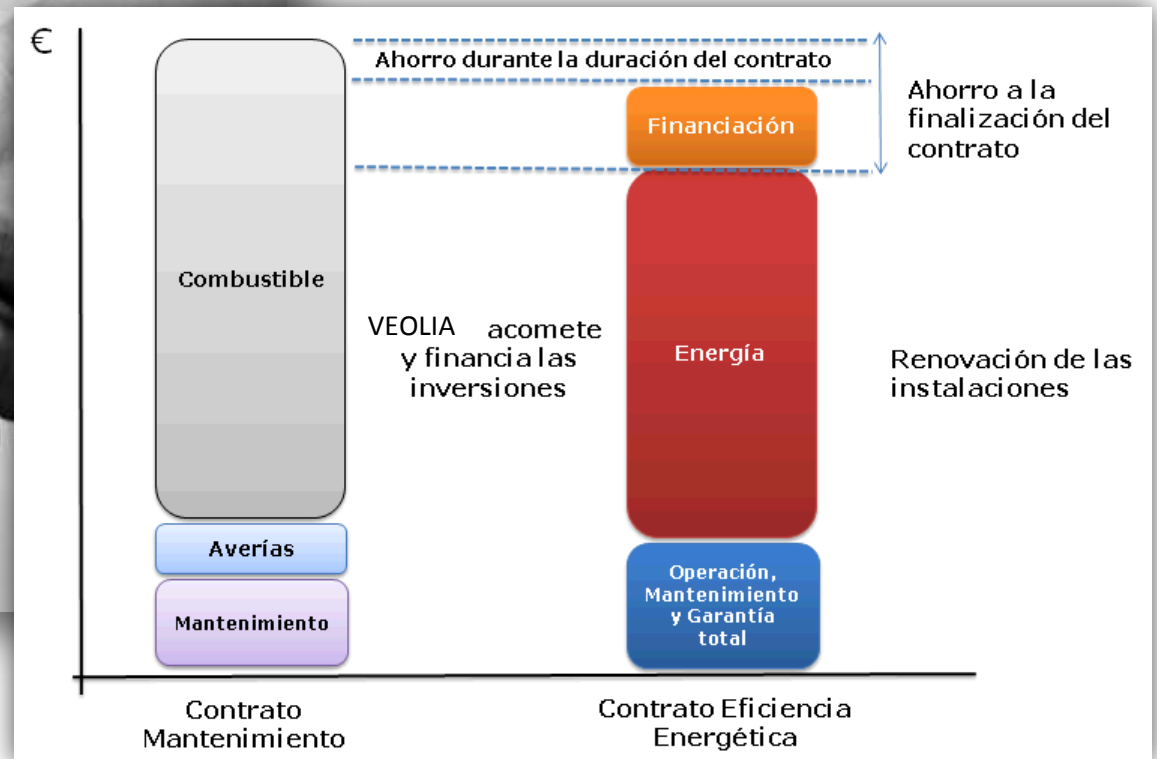 €
Ahorro durante la duración del contrato
Financiación
Ahorro a la
finalización del
contrato
Combustible
VEOLIA acomete
y financia las
inversiones
Energía
Renovación de las
instalaciones
Averías
Mantenimiento
Operación,
Mantenimiento
y Garantía
total
Contrato
Mantenimiento
Contrato Eficiencia
Energética